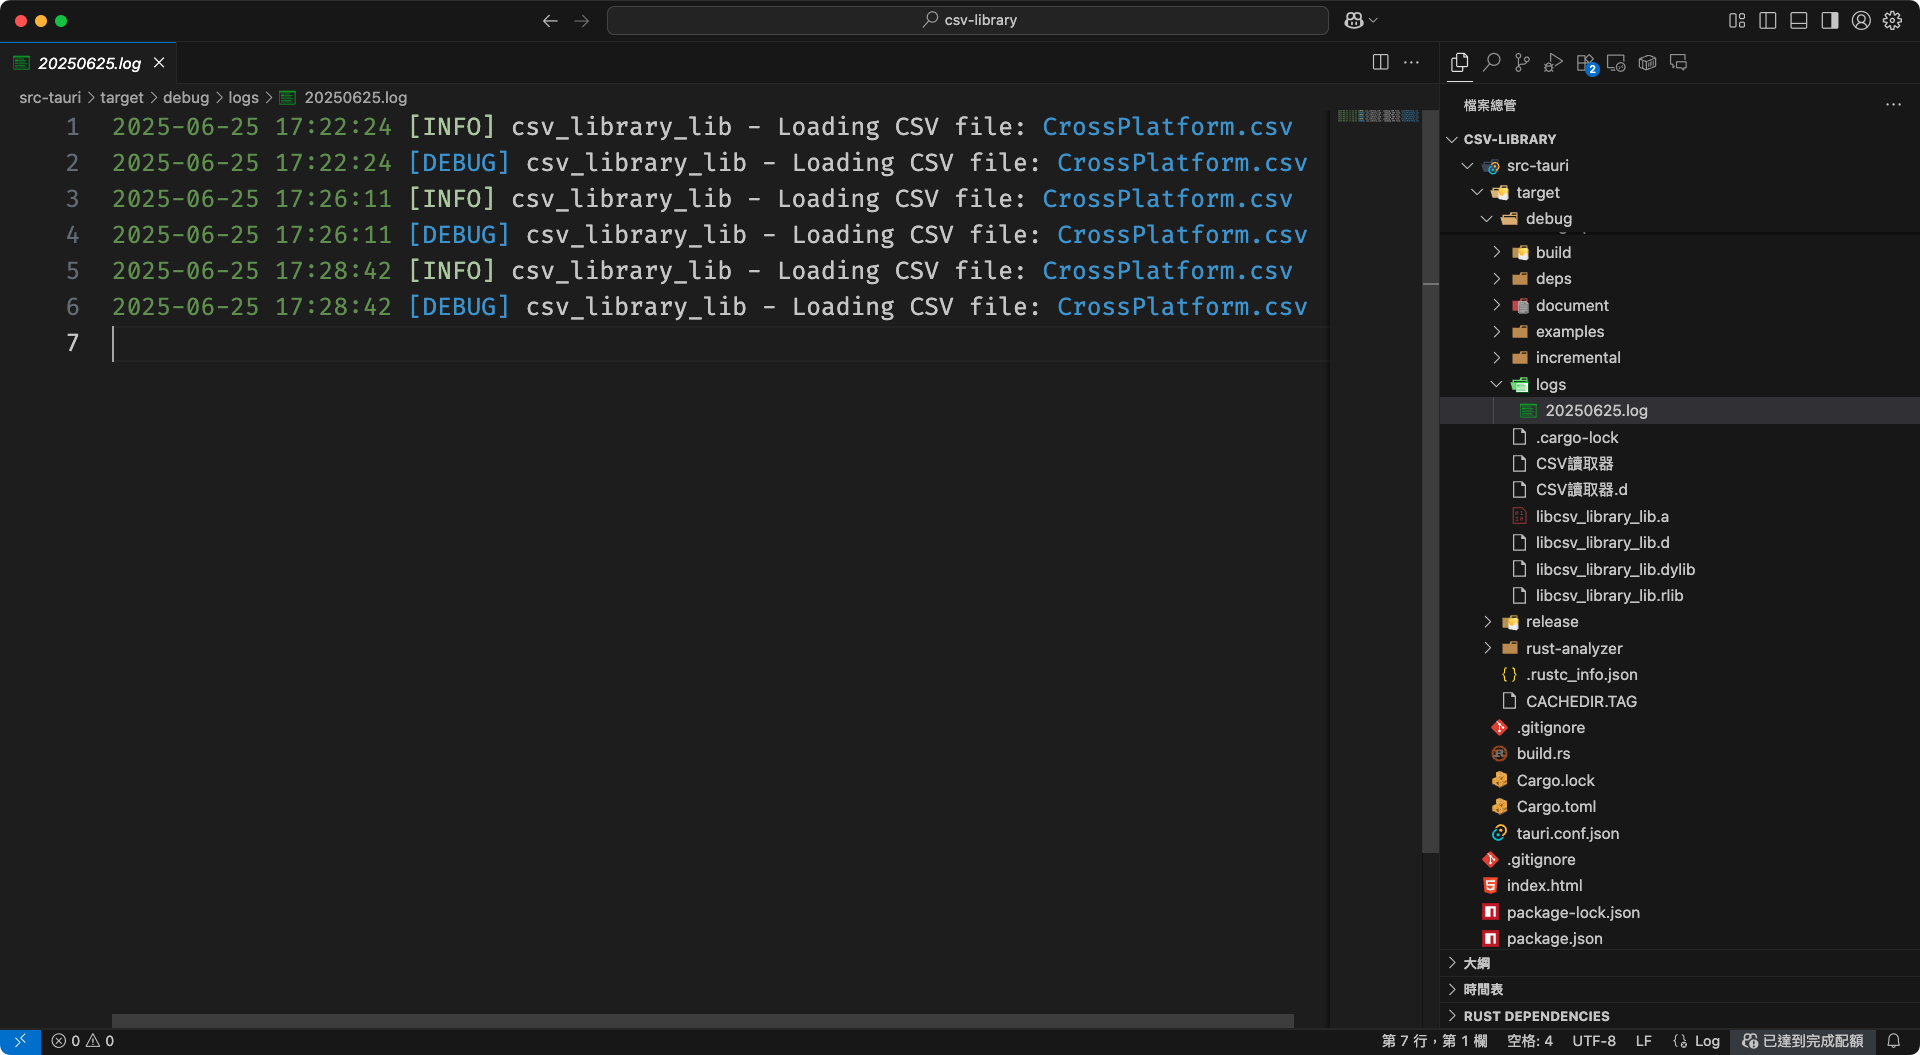 csv-library
20250625.log
src-tauri > target > debug > logs > 20250625.log
1 2025-06-25 17:22:24 [INFO] csv_library_lib - Loading CSV file: CrossPlatform.csv
2 2025-06-25 17:22:24 [DEBUG] csv_library_lib - Loading CSV file: CrossPlatform.csv
3 2025-06-25 17:26:11 [INFO] csv_library_lib - Loading CSV file: CrossPlatform.csv
4 2025-06-25 17:26:11 [DEBUG] csv_library_lib - Loading CSV file: CrossPlatform.csv
5 2025-06-25 17:28:42 [INFO] csv_library_lib - Loading CSV file: CrossPlatform.csv
6 2025-06-25 17:28:42 [DEBUG] csv_library_lib - Loading CSV file: CrossPlatform.csv
7
2
檔案總管
CSV-LIBRARY
src-tauri
target
debug
build
deps
document
examples
incremental
logs
20250625.log
.cargo-lock
CSV讀取器
CSV讀取器.d
libcsv_library_lib.a
libcsv_library_lib.d
libcsv_library_lib.dylib
libcsv_library_lib.rlib
release
rust-analyzer
.rustc_info.json
CACHEDIR.TAG
.gitignore
build.rs
Cargo.lock
Cargo.toml
tauri.conf.json
.gitignore
index.html
package-lock.json
package.json
大綱
時間表
RUST DEPENDENCIES
0 0 第 7 行，第 1 欄 空格: 4 UTF-8 LF Log 已達到完成配額